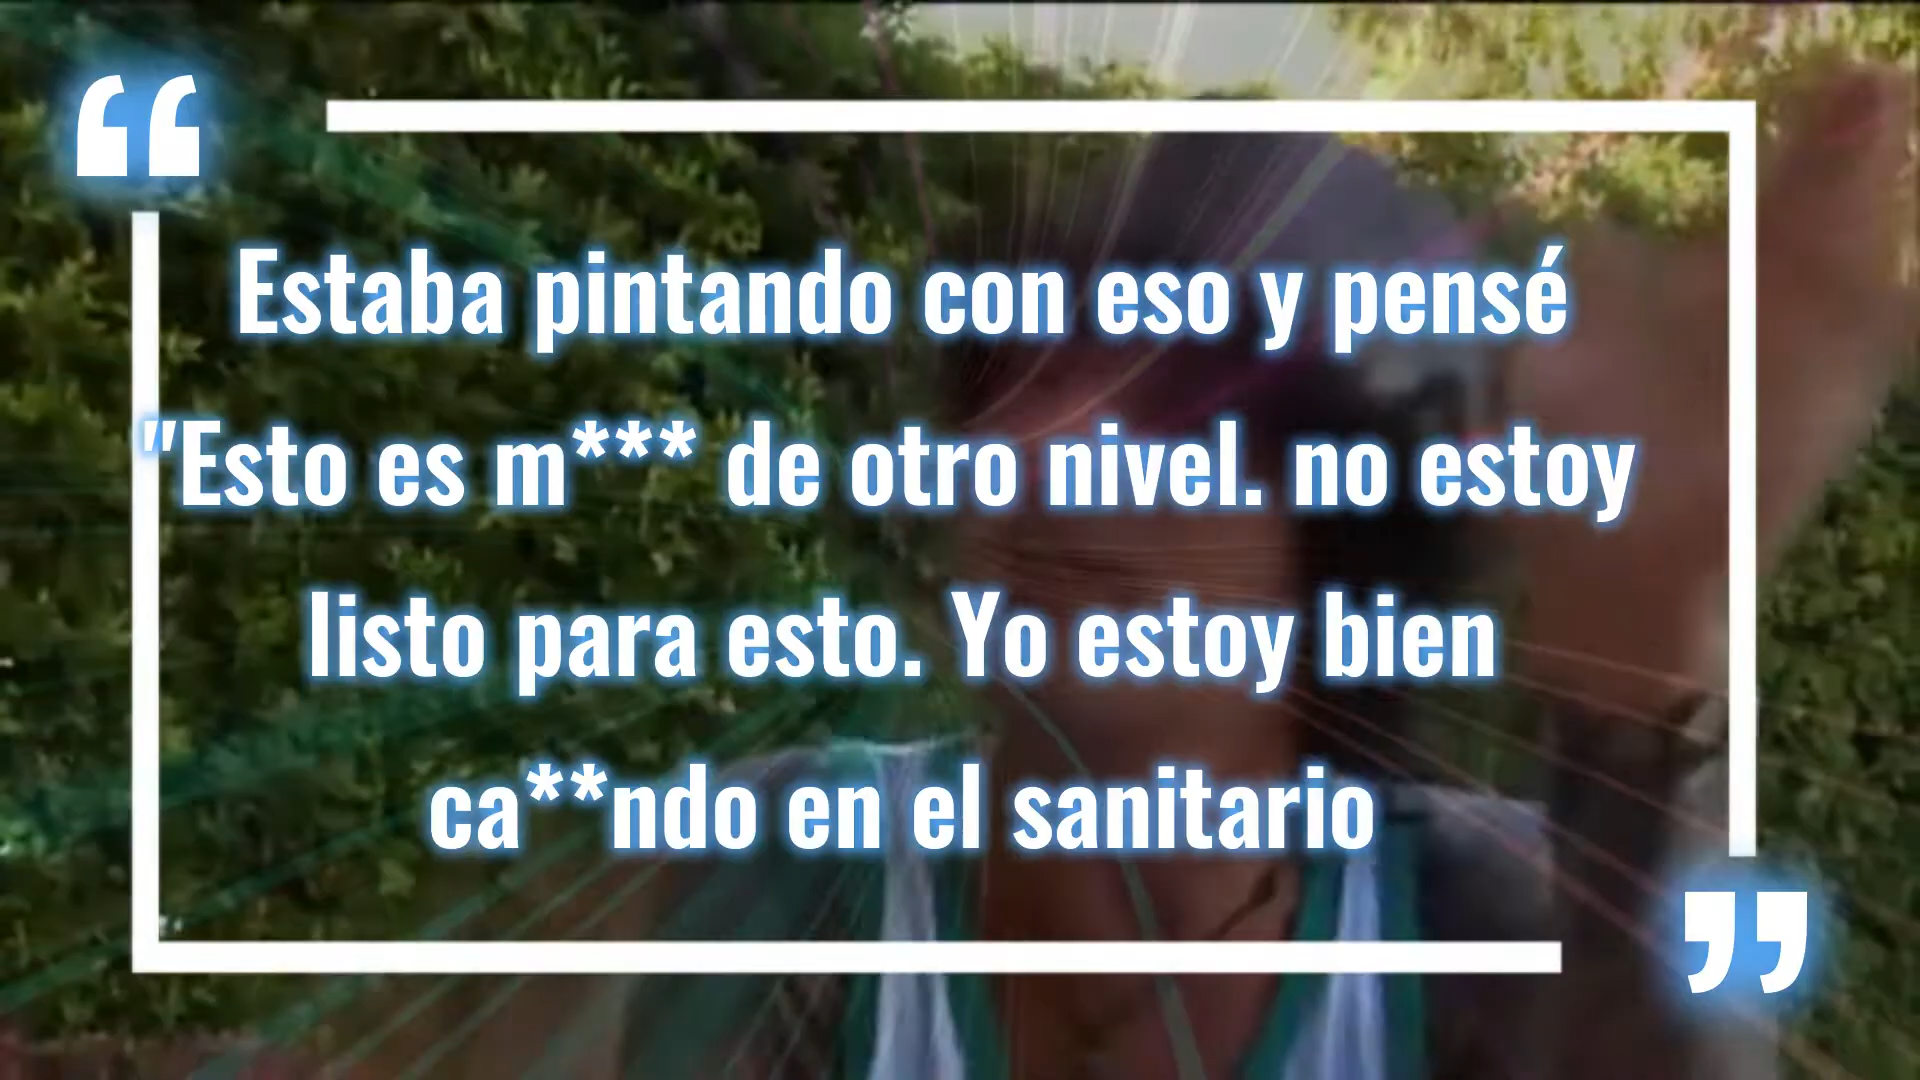 “
Estaba pintando con eso y pensé
"Esto es m*** de otro nivel. no estoy
listo para esto. Yo estoy bien
ca**ndo en el sanitario
”